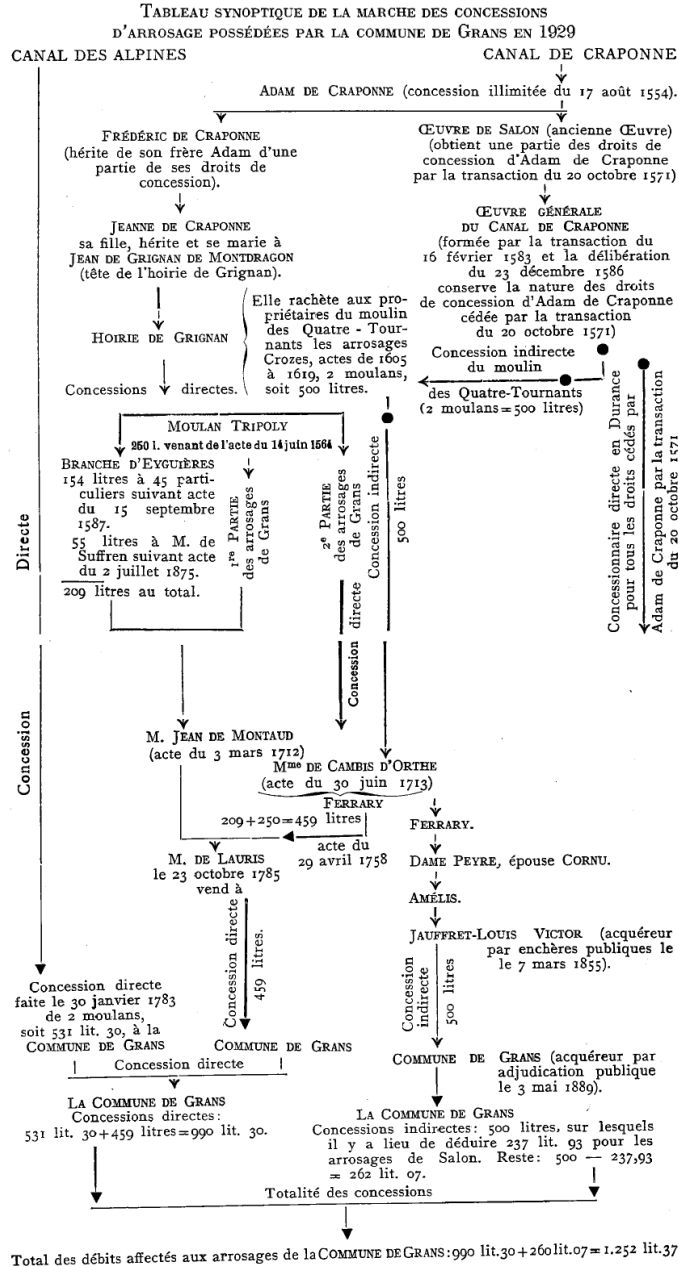 TABLEAU SYNOPTIQUE DE LA MARCHE DES CONCESSIONS
D'ARROSAGE POSSÉDÉES PAR LA COMMUNE DE GRANS EN 1929
CANAL DES ALPINES
CANAL DE CRAPONNE
ADAM DE CRAPONNE (concession illimitée du 17 août 1554).
FRÉDÉRIC DE CRAPONNE
(hérite de son frère Adam d'une
partie de ses droits de
concession).
ŒUVRE DE SALON (ancienne Œuvre)
(obtient une partie des droits de
concession d'Adam de Craponne
par la transaction du 20 octobre 1571)
JEANNE DE CRAPONNE
sa fille, hérite et se marie à
JEAN DE GRIGNAN DE MONTDRAGON
(tête de l'hoirie de Grignan).
ŒUVRE GÉNÉRALE
DU CANAL DE CRAPONNE
(formée par la transaction du
16 février 1583 et la délibération
du 23 décembre 1586
conserve la nature des droits
de concession d'Adam de Craponne
cédée par la transaction
du 20 octobre 1571)
HOIRIE DE GRIGNAN
Concessions directes.
Elle rachète aux pro-
priétaires du moulin
des Quatre - Tour-
nants les arrosages
Crozes, actes de 1605
à 1619, 2 moulans,
soit 500 litres.
Concession indirecte
du moulin
des Quatre-Tournants
(2 moulans=500 litres)
Concessionnaire directe en Durance
pour tous les droits cédés par
Adam de Craponne par la transaction
du 20 octobre 1571
MOULAN TRIPOLY
250 l. venant de l'acte du 14 juin 1564
BRANCHE D'EYGUIÈRES
154 litres à 45 parti-
culiers suivant acte
du 15 septembre
1587.
55 litres à M. de
Suffren suivant acte
du 2 juillet 1875.
209 litres au total.
1re PARTIE
des arrosages
de Grans
2e PARTIE
des arrosages
de Grans
Concession directe
Concession indirecte
500 litres
Concession Directe
M. JEAN DE MONTAUD
(acte du 3 mars 1712)
Mme DE CAMBIS D'ORTHE
(acte du 30 juin 1713)
FERRARY
209+250=459 litres
acte du
29 avril 1758
FERRARY.
DAME PEYRE, épouse CORNU.
AMÉLIS.
JAUFFRET-LOUIS VICTOR (acquéreur
par enchères publiques le
le 7 mars 1855).
M. DE LAURIS
le 23 octobre 1785
vend à
Concession directe
459 litres.
Concession
indirecte
500 litres
Concession directe
faite le 30 janvier 1783
de 2 moulans,
soit 531 lit. 30, à la
COMMUNE DE GRANS
COMMUNE DE GRANS
Concession directe
COMMUNE DE GRANS (acquéreur par
adjudication publique
le 3 mai 1889).
LA COMMUNE DE GRANS
Concessions directes:
531 lit. 30+459 litres=990 lit. 30.
LA COMMUNE DE GRANS
Concessions indirectes: 500 litres, sur lesquels
il y a lieu de déduire 237 lit. 93 pour les
arrosages de Salon. Reste: 500 — 237,93
= 262 lit. 07.
Totalité des concessions
Total des débits affectés aux arrosages de la COMMUNE DE GRANS: 990 lit.30+260 lit.07=1.252 lit.37